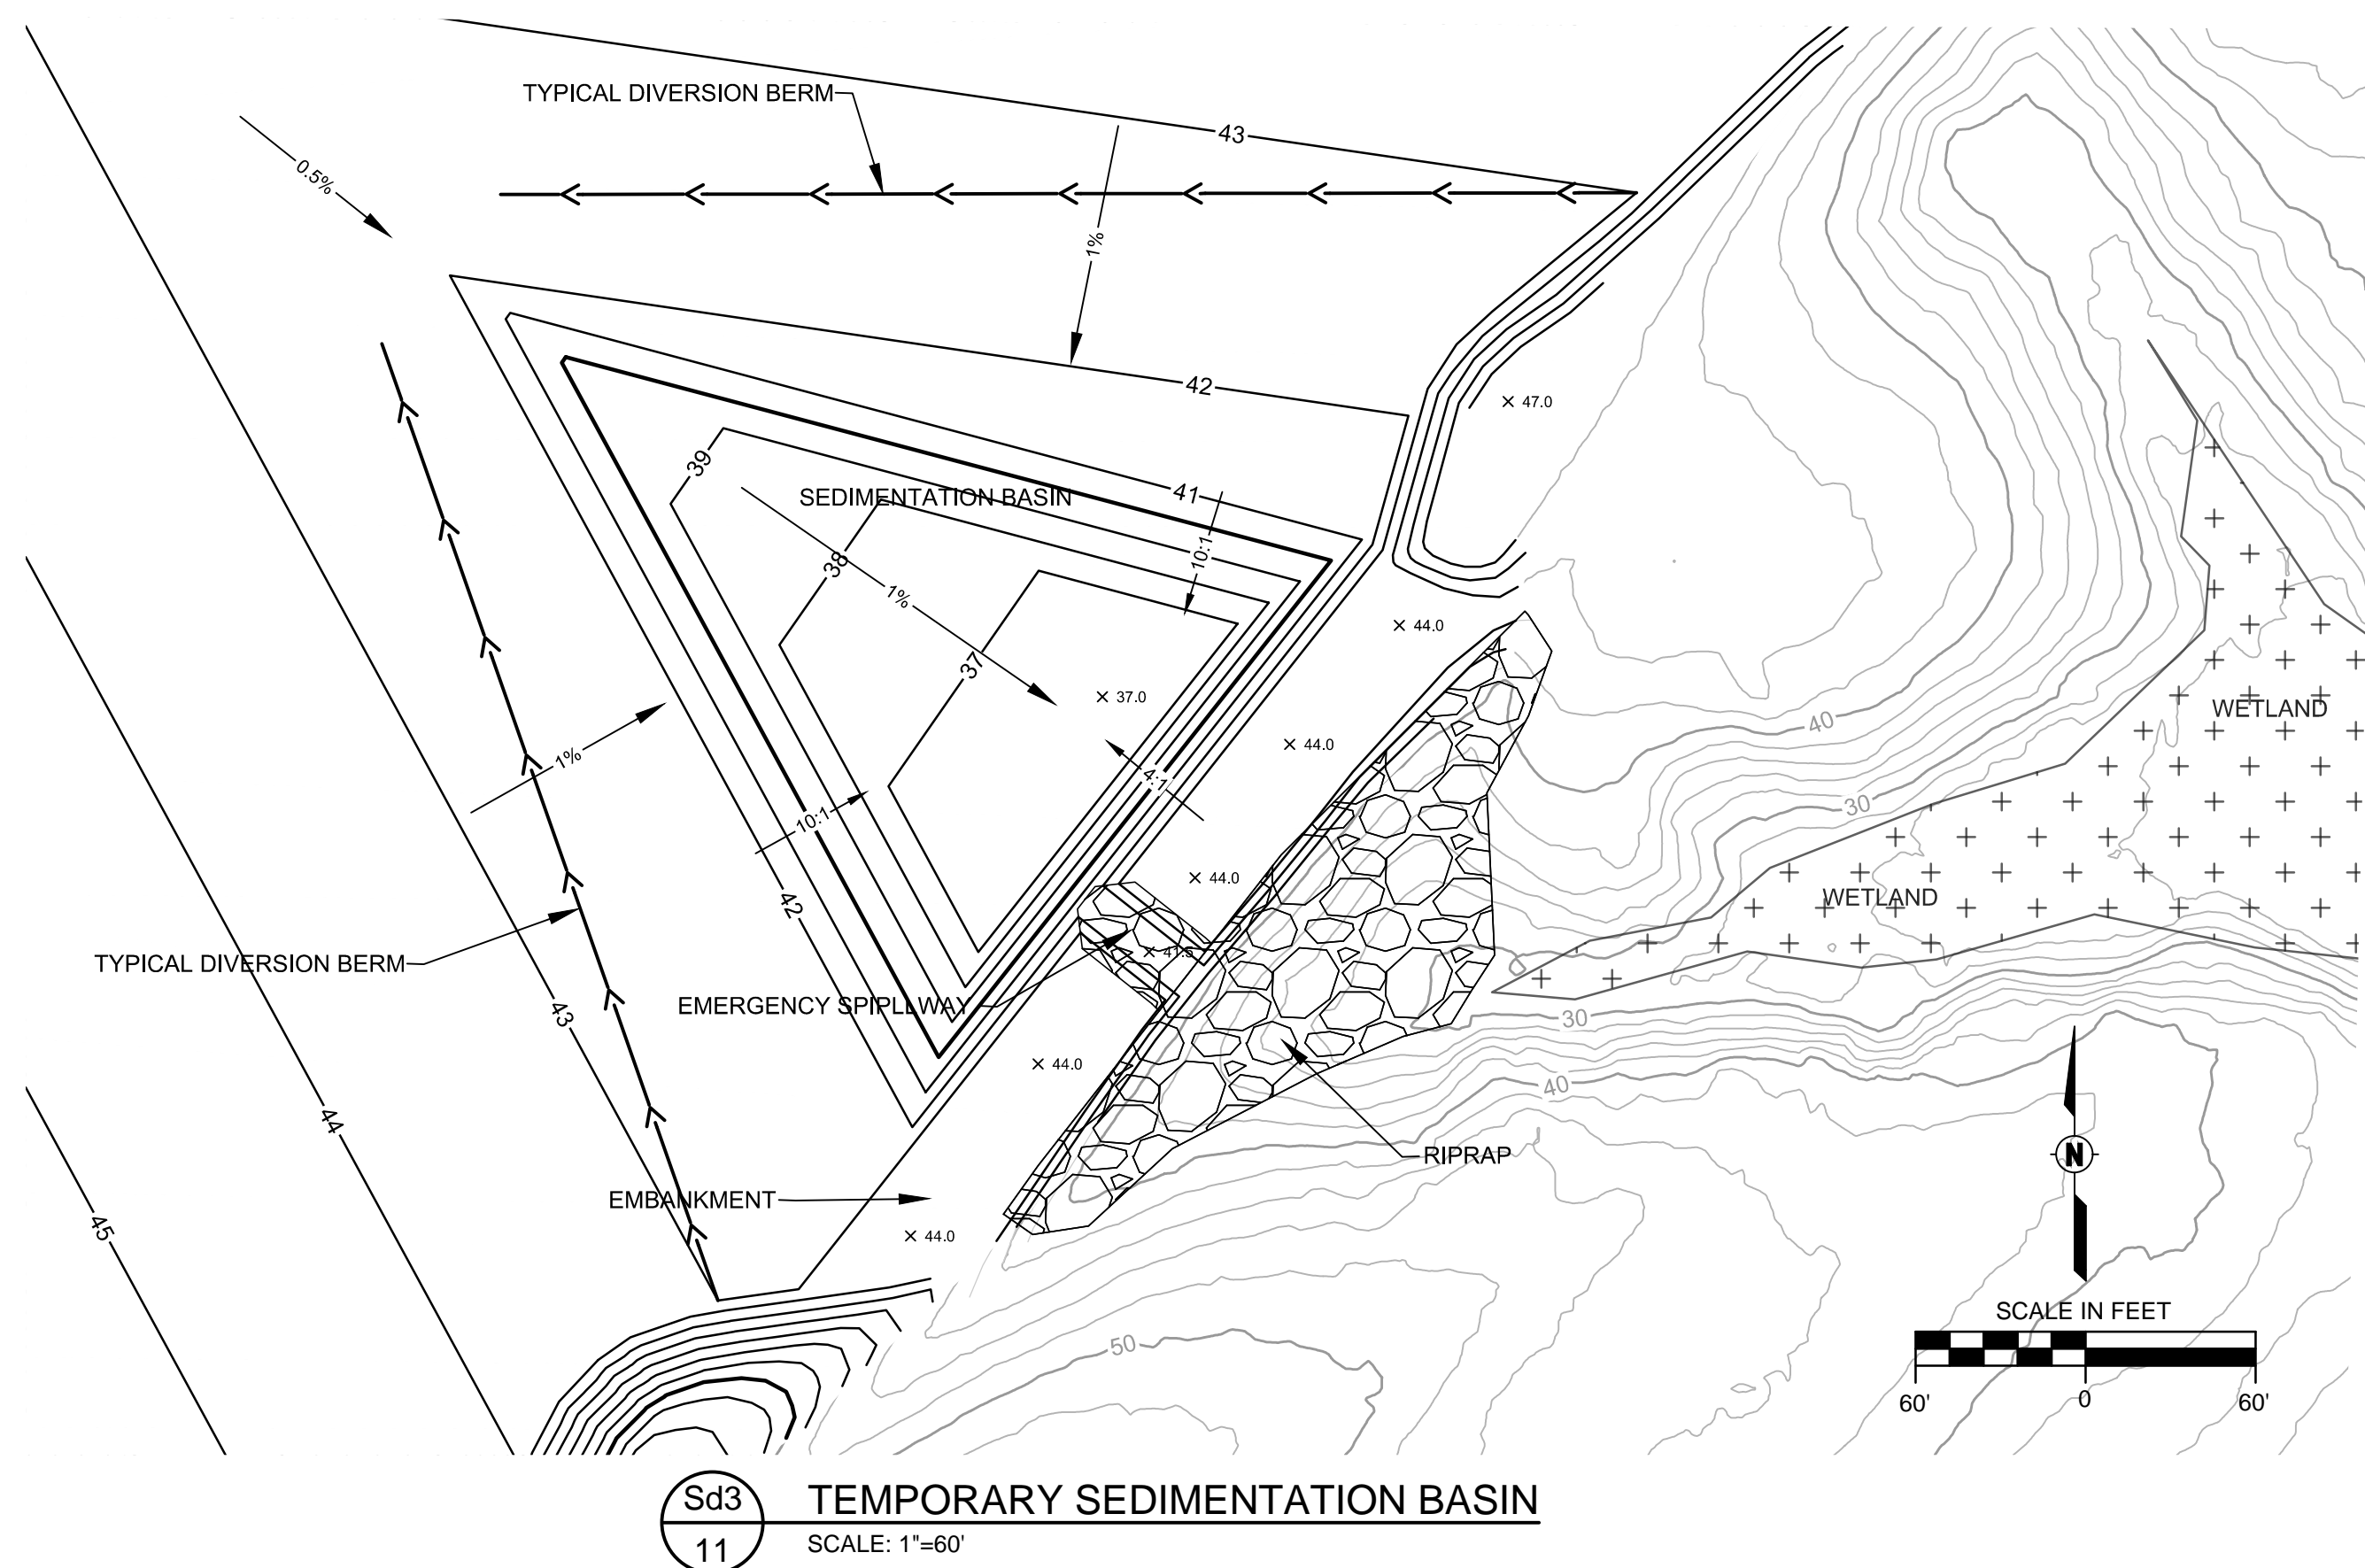 TYPICAL DIVERSION BERM
43
0.5%
1%
42
47.0
39
SEDIMENTATION BASIN
41
10:1
38
1%
44.0
37
37.0
WETLAND
40
44.0
1%
4:1
30
10:1
44.0
WETLAND
42
41.5
TYPICAL DIVERSION BERM
EMERGENCY SPIPLLWAY
43
30
44.0
40
44
RIPRAP
N
EMBANKMENT
45
44.0
SCALE IN FEET
50
60'
0
60'
Sd3
11
TEMPORARY SEDIMENTATION BASIN
SCALE: 1"=60'